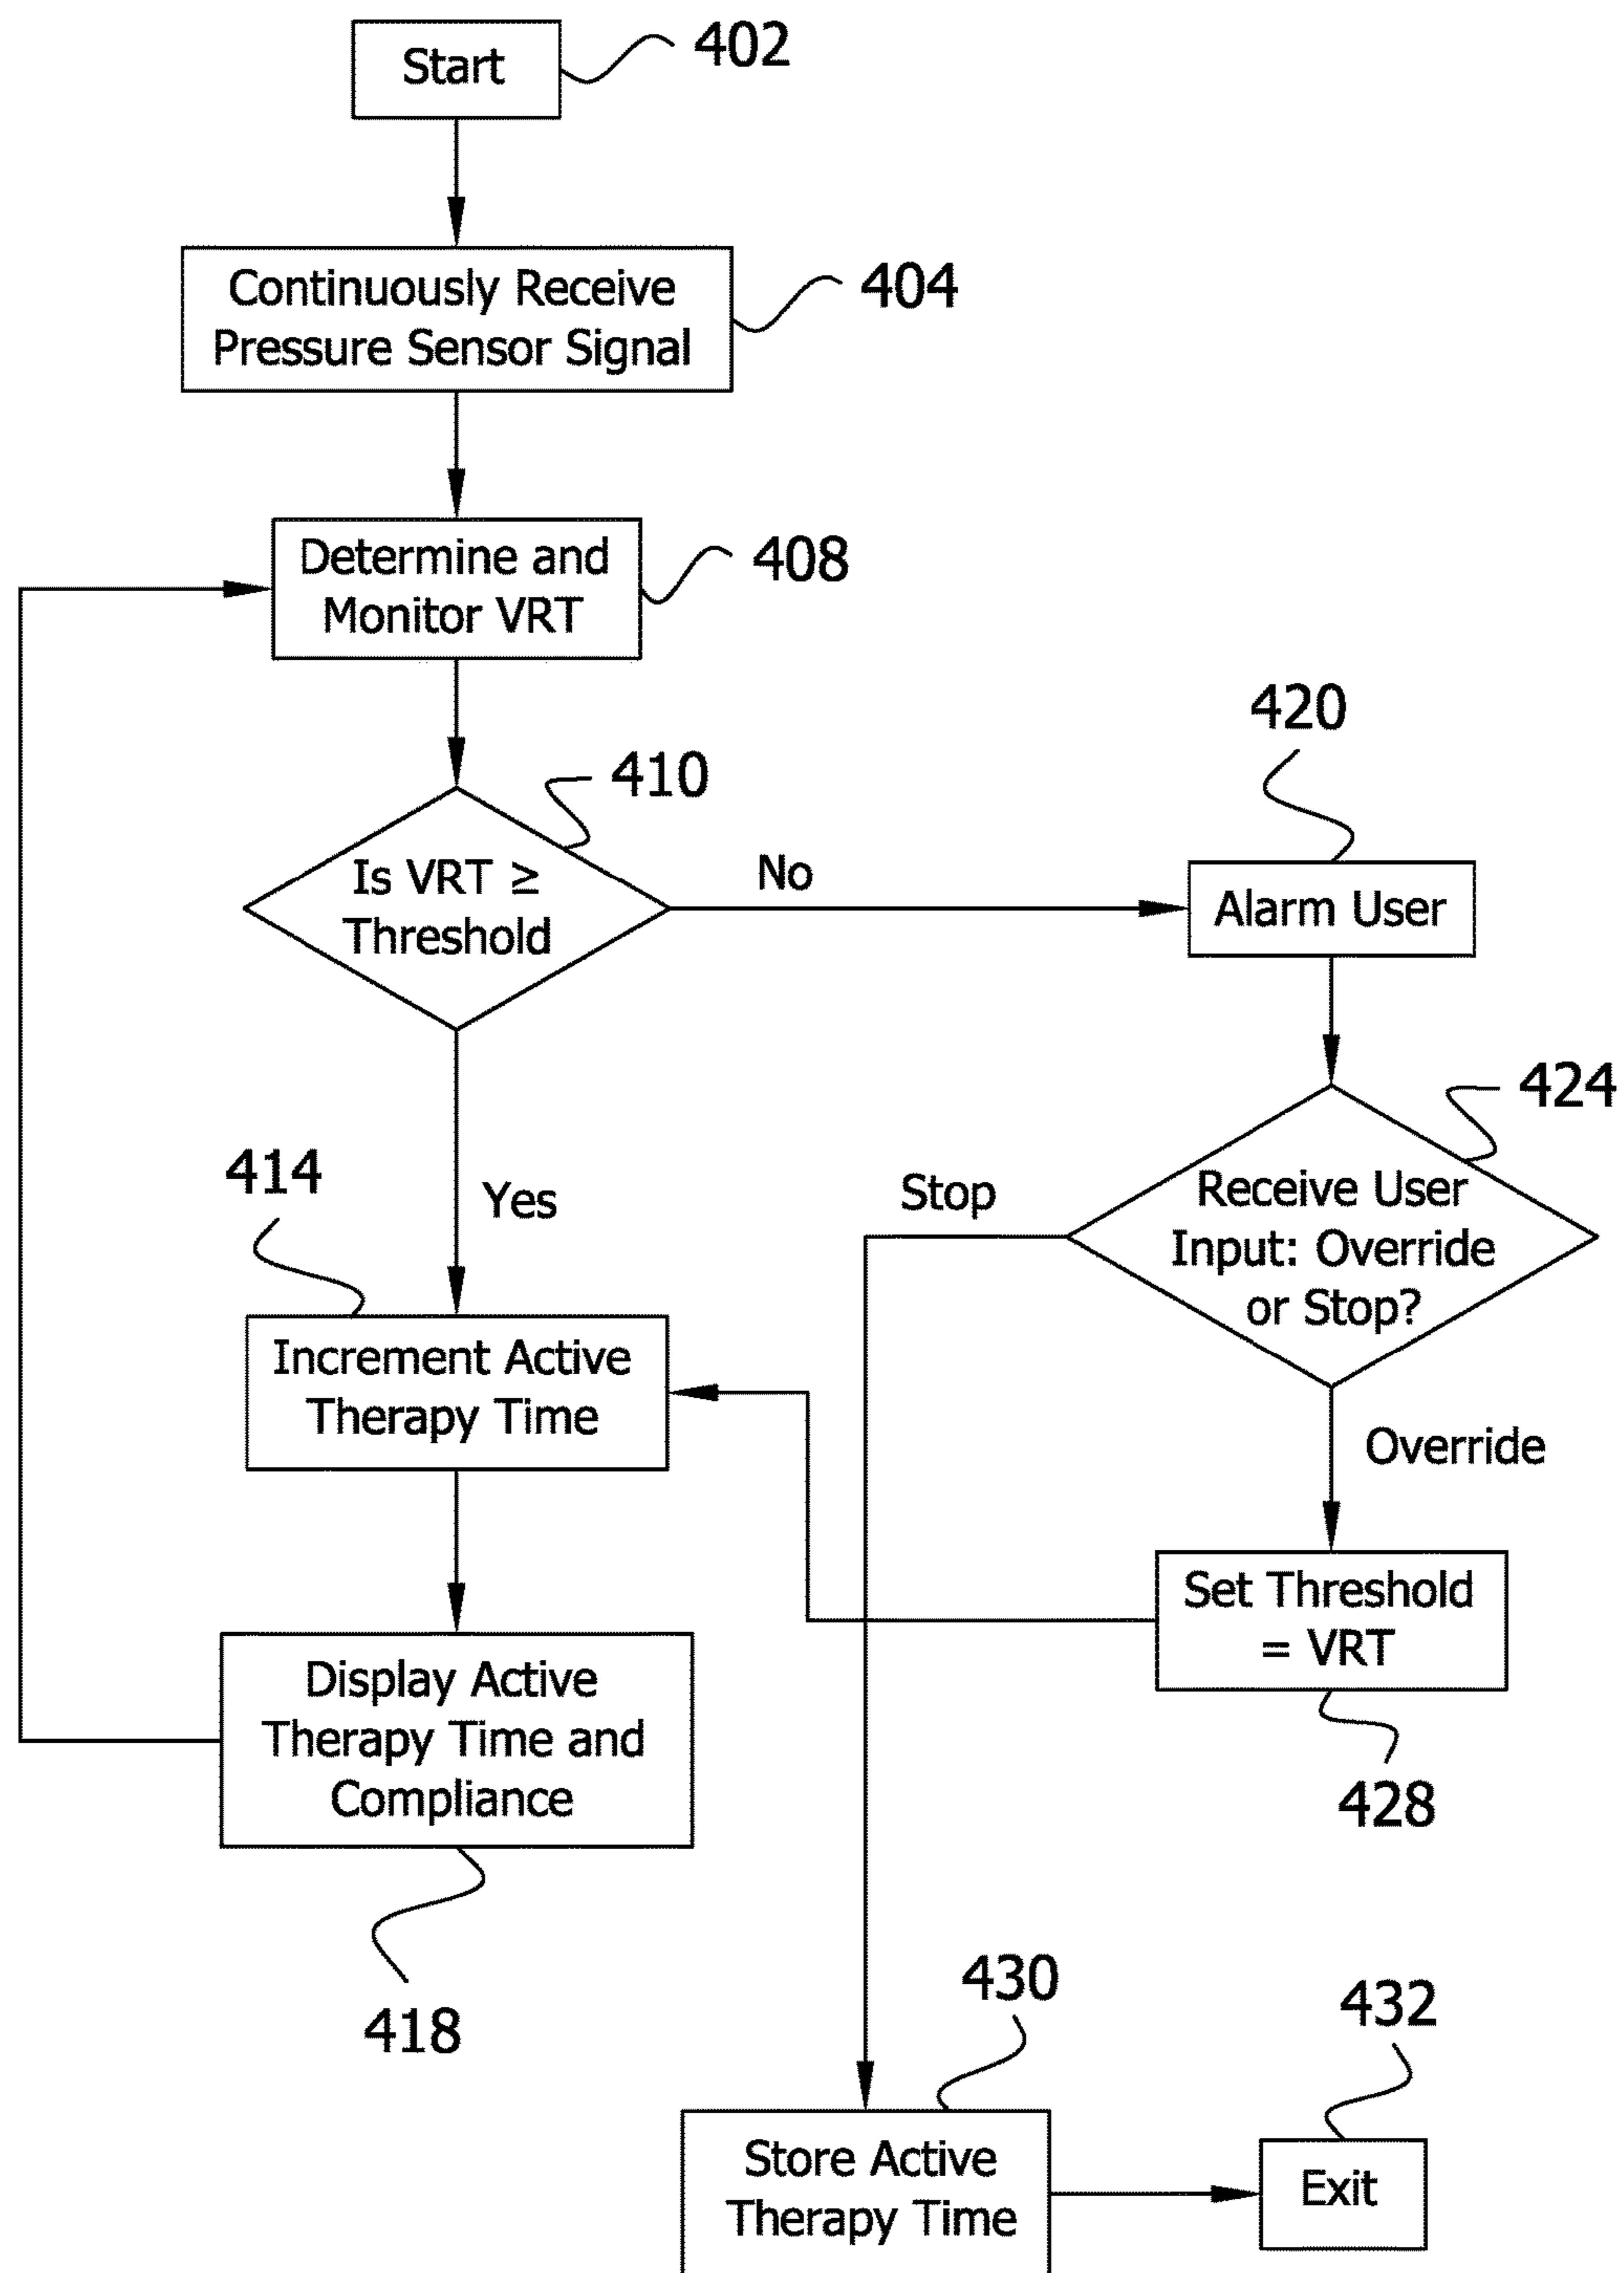 Start
402
Continuously Receive
Pressure Sensor Signal
404
Determine and
Monitor VRT
408
Is VRT ≥
Threshold
410
No
Yes
420
Alarm User
424
Receive User
Input: Override
or Stop?
Stop
Override
414
Increment Active
Therapy Time
Set Threshold
= VRT
428
Display Active
Therapy Time and
Compliance
418
430
Store Active
Therapy Time
432
Exit